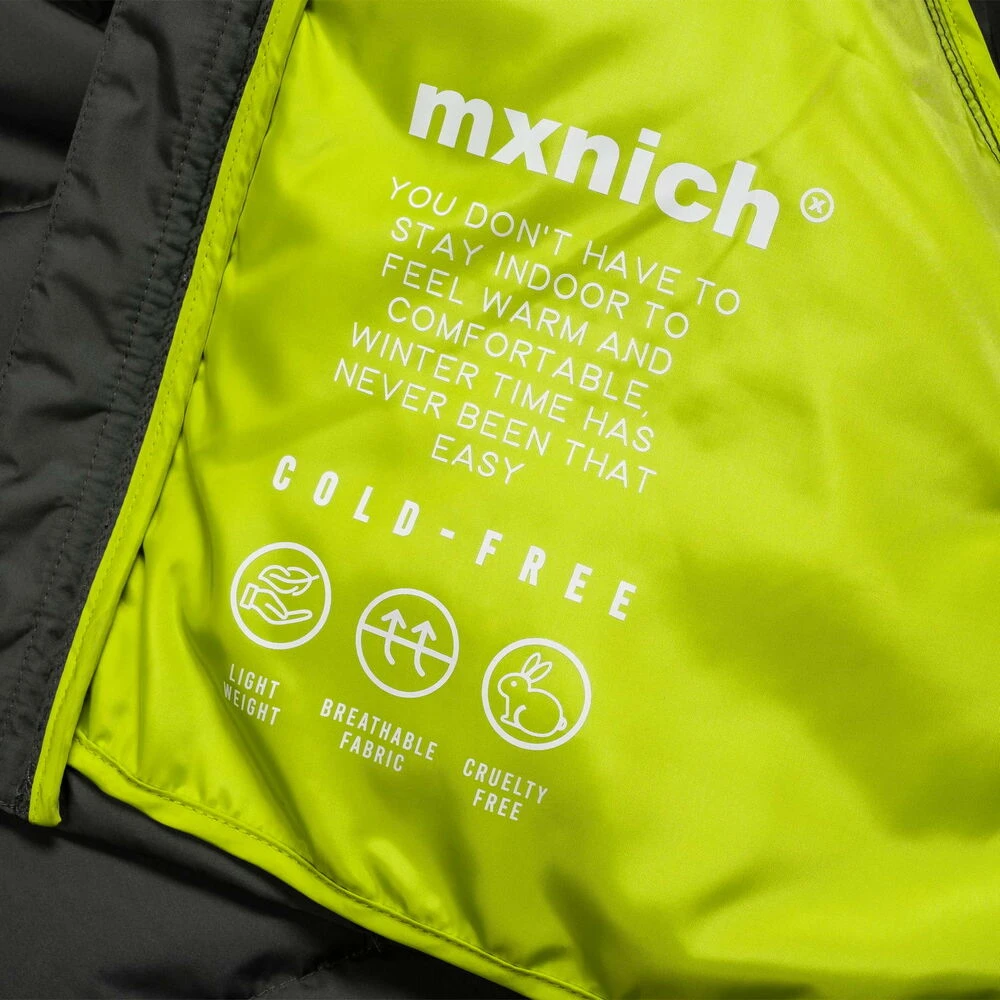 mxnich
YOU DON'T HAVE TO
STAY INDOOR TO
FEEL WARM AND
COMFORTABLE,
WINTER TIME HAS
NEVER BEEN THAT
EASY
COLD-FREE
LIGHT
WEIGHT
BREATHABLE
FABRIC
CRUELTY
FREE